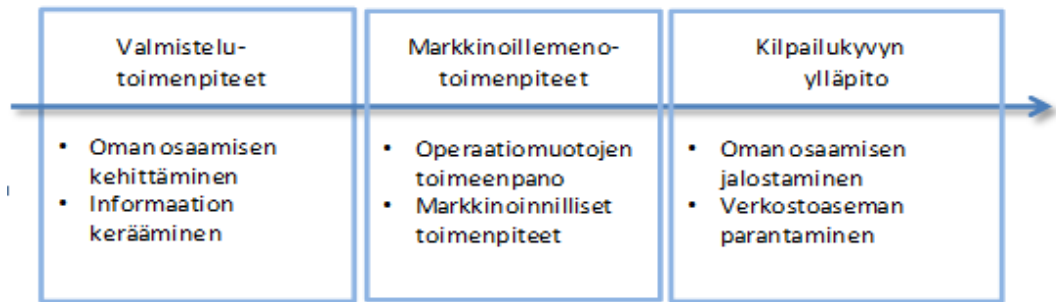 Valmistelu-
toimenpiteet
• Oman osaamisen
kehittäminen
• Informaation
kerääminen
Markkinoillemeno-
toimenpiteet
• Operaatiomuotojen
toimeenpano
• Markkinoinnilliset
toimenpiteet
Kilpailukyvyn
ylläpito
• Oman osaamisen
jalostaminen
• Verkostoaseman
parantaminen